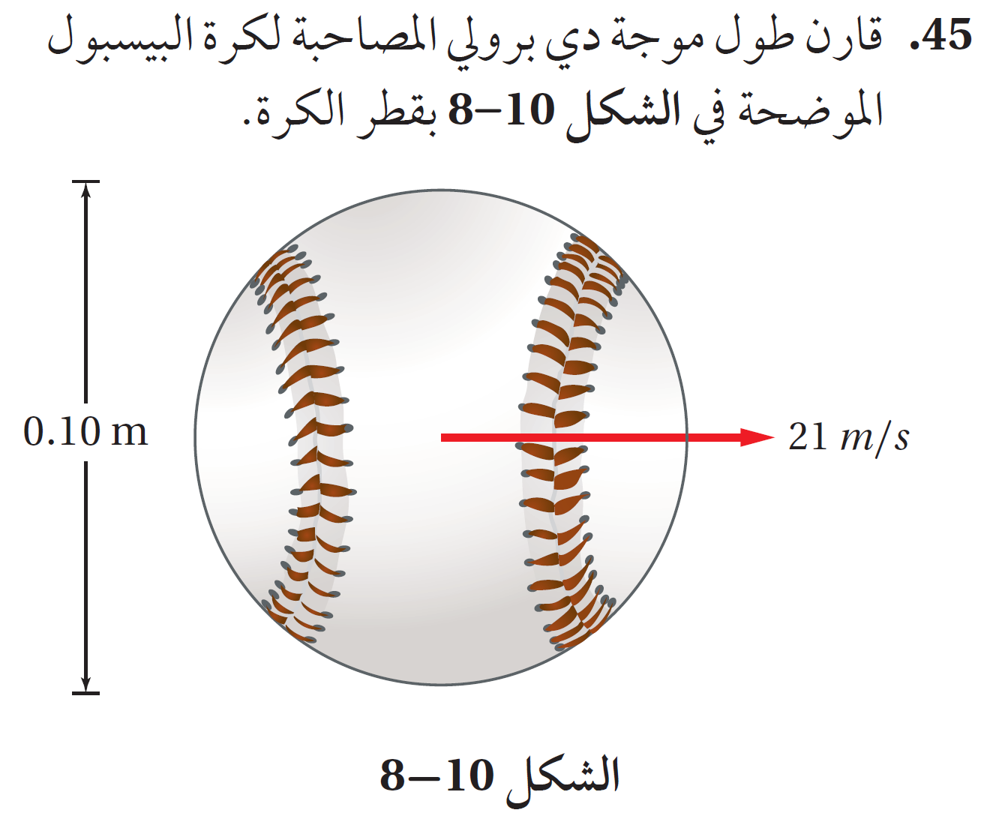 45. قارن طول موجة دي برولي المصاحبة لكرة البيسبول
الموضحة في الشكل 10–8 بقطر الكرة.
0.10 m
21 m/s
الشكل 10–8